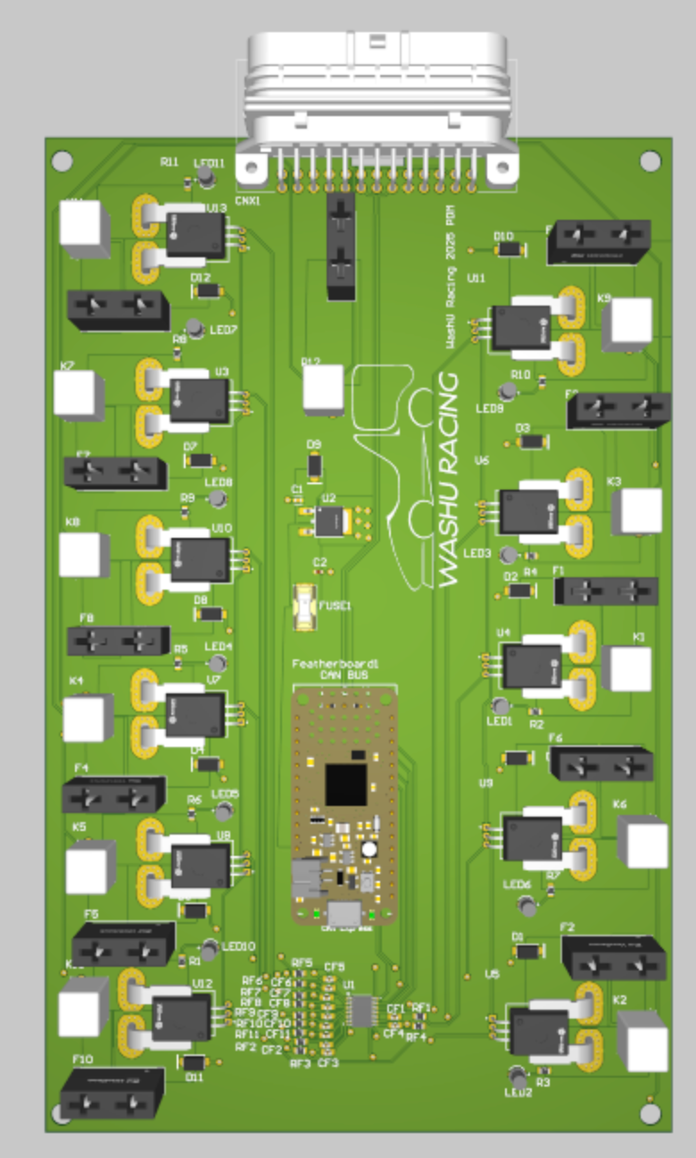 R11
LED11
U13
CNX1
D12
R8
LED7
D10
U11
WashU Racing 2025 PDM
K9
R10
LED9
K7
U3
R12
WASHU RACING
D7
LED8
R9
K8
U10
D9
C1
U2
C2
FUSE1
D3
U6
K3
LED3
R4
D2
F1
D8
F8
R5
LED4
K4
U7
Featherboard1
CAN BUS
U4
K1
LED1
R2
D4
F4
R6
LED5
K5
U8
F6
U9
K6
LED6
R7
F5
R1
LED10
U12
F10
D11
D1
F2
U5
K2
R3
LED2
RF5
CF5
RF6
CF6
RF7
CF7
RF8
CF8
RF9
CF9
RF10
CF10
RF11
CF11
RF2
CF2
RF3
CF3
U1
CF1
RF1
CF4
RF4